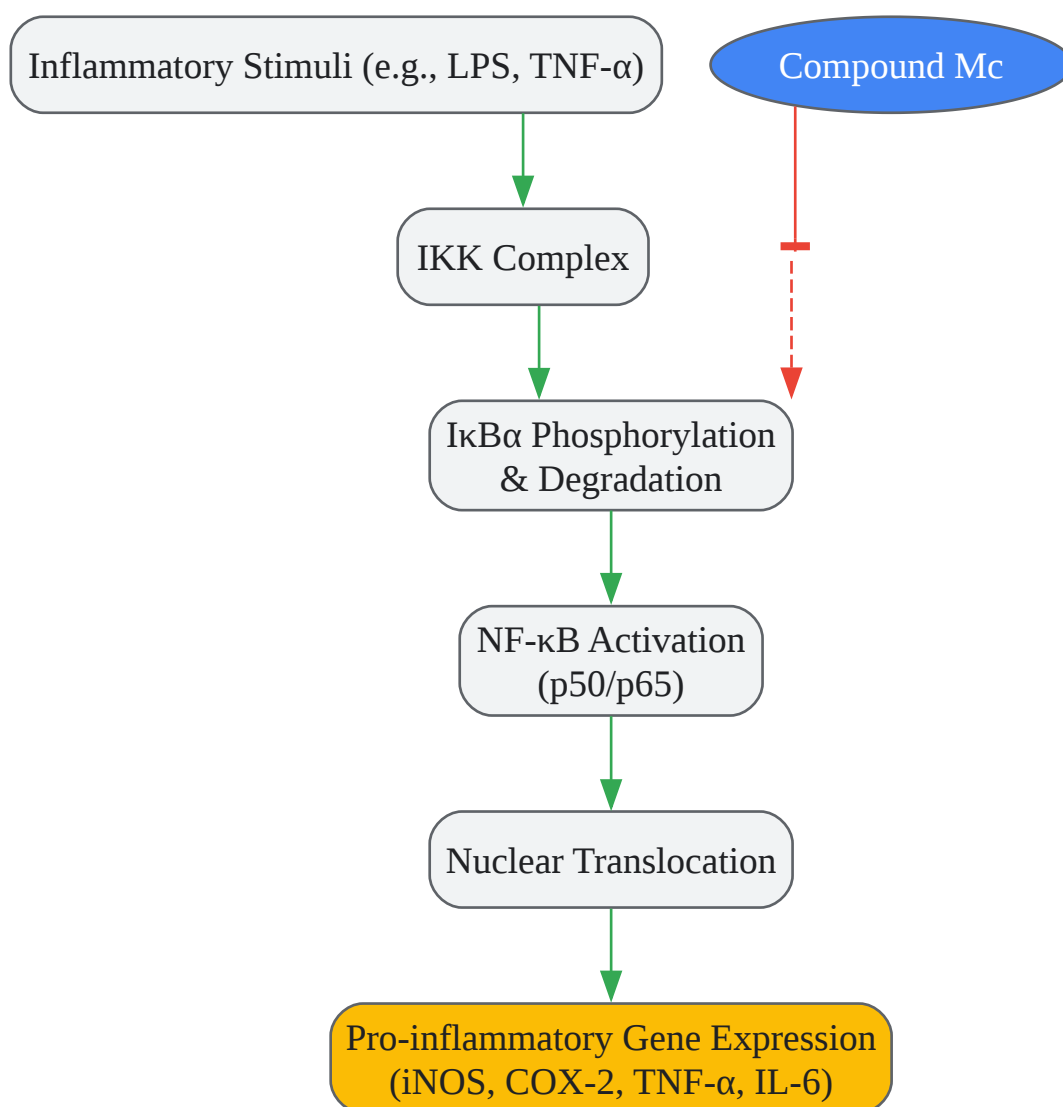 Inflammatory Stimuli (e.g., LPS, TNF-α)
Compound Mc
IKK Complex
IκBα Phosphorylation
& Degradation
NF-κB Activation
(p50/p65)
Nuclear Translocation
Pro-inflammatory Gene Expression
(iNOS, COX-2, TNF-α, IL-6)